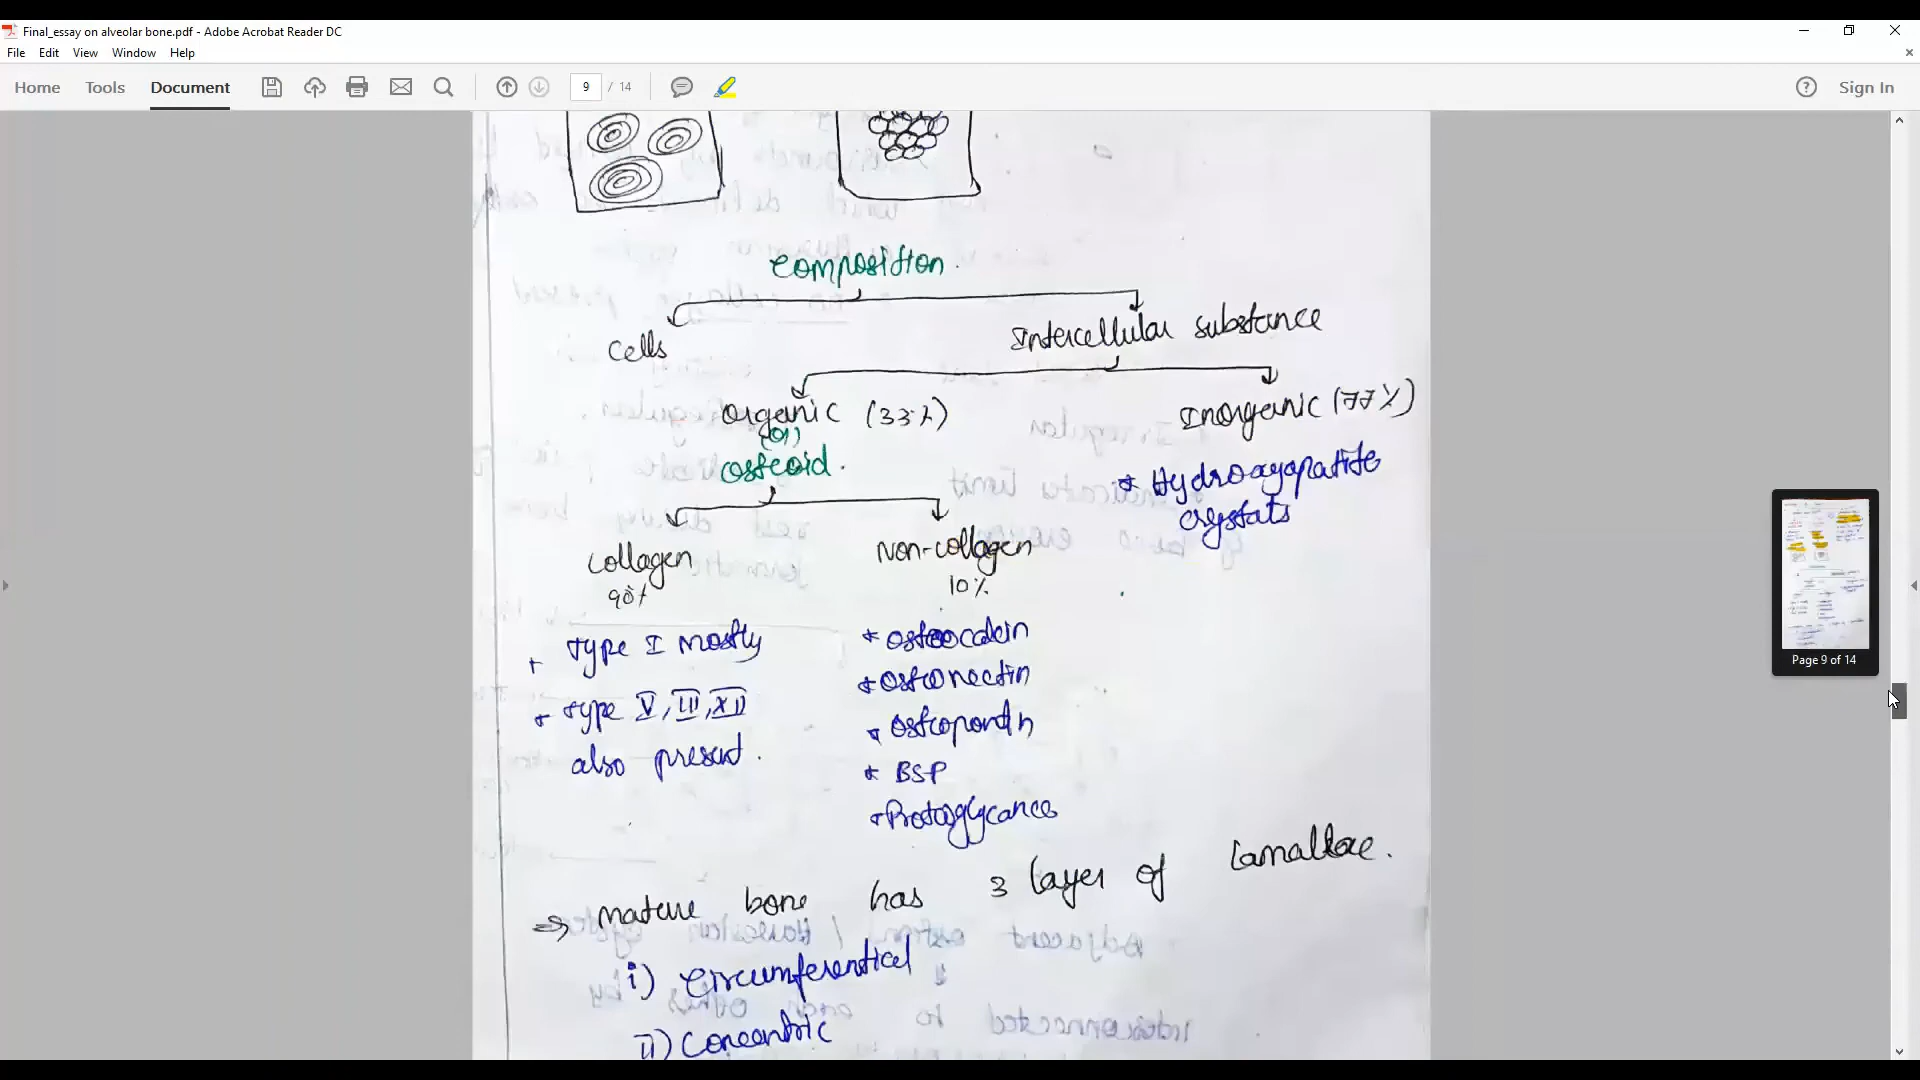 Final_essay on alveolar bone.pdf - Adobe Acrobat Reader DC
File Edit View Window Help
Home Tools Document 9 / 14 Sign In
Composition.
Cells
Intercellular substance
Organic (33%)
Inorganic (77%)
(or)
Osteoid.
* Hydroxyapatite
crystals
Collagen
90%
Non-collagen
10%
+ Type I mostly
+ Type V, III, XII
also present.
* Osteocalcin
* Osteonectin
* Osteopontin
* BSP
* Proteoglycances
⇒ mature bone has 3 layer of Lamallae.
i) Circumferentical
ii) Concentric
Page 9 of 14